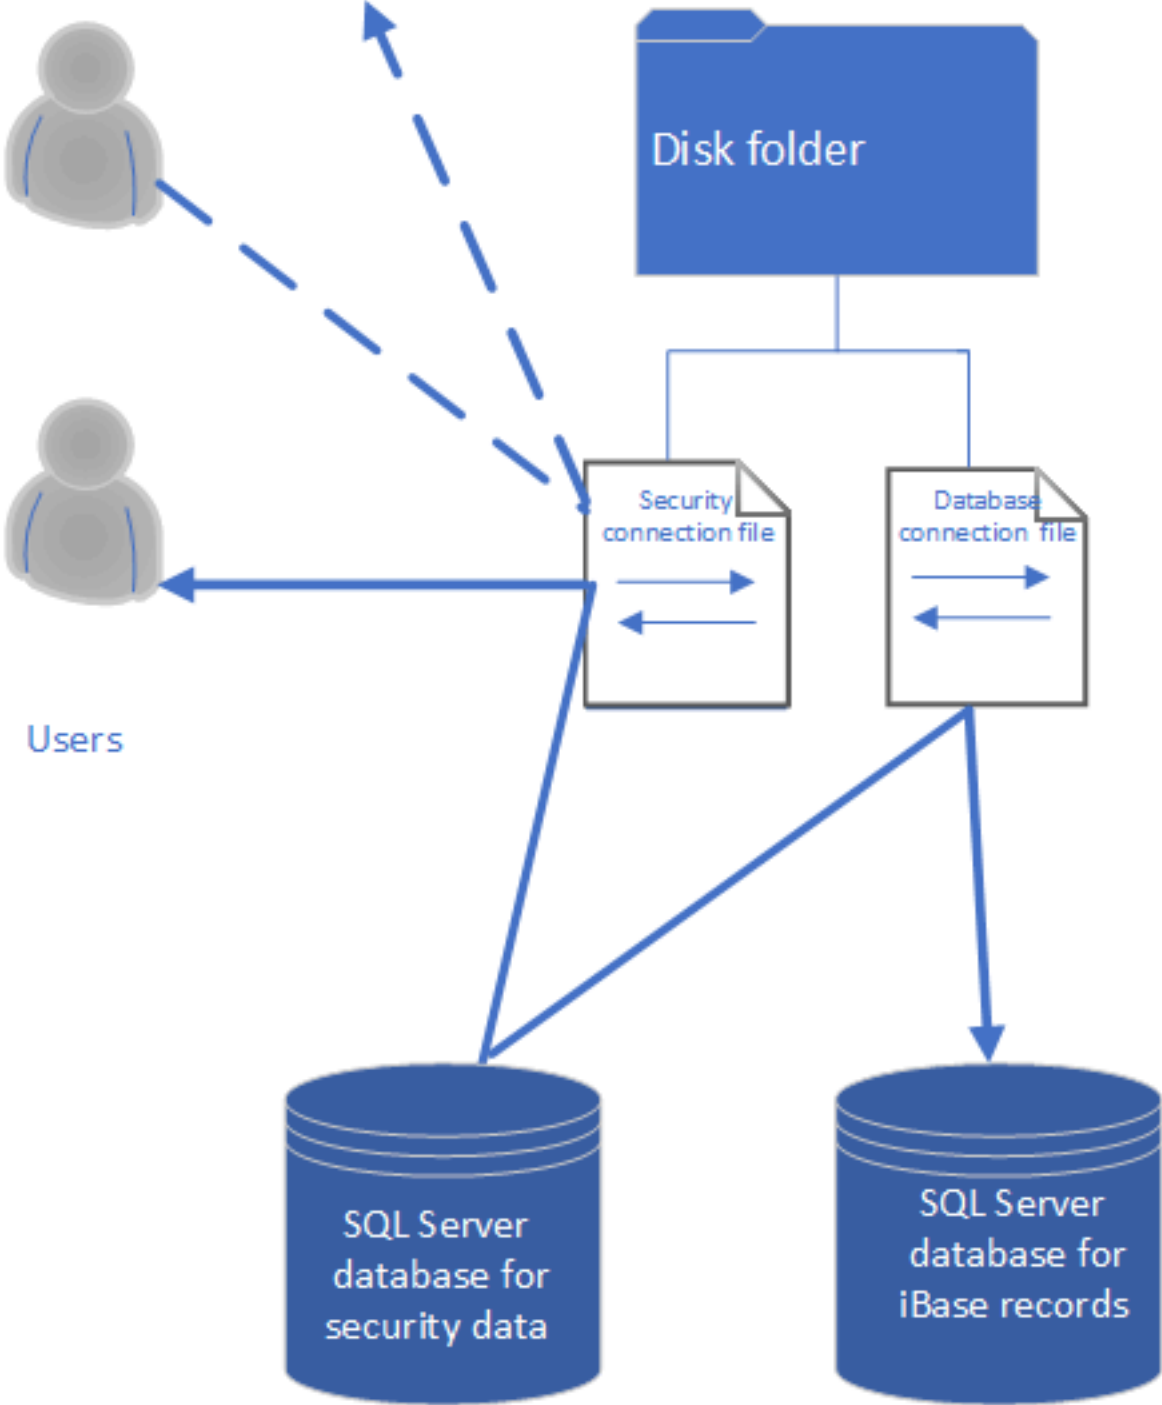 Disk folder
Security
connection file
Database
connection file
Users
SQL Server
database for
security data
SQL Server
database for
iBase records